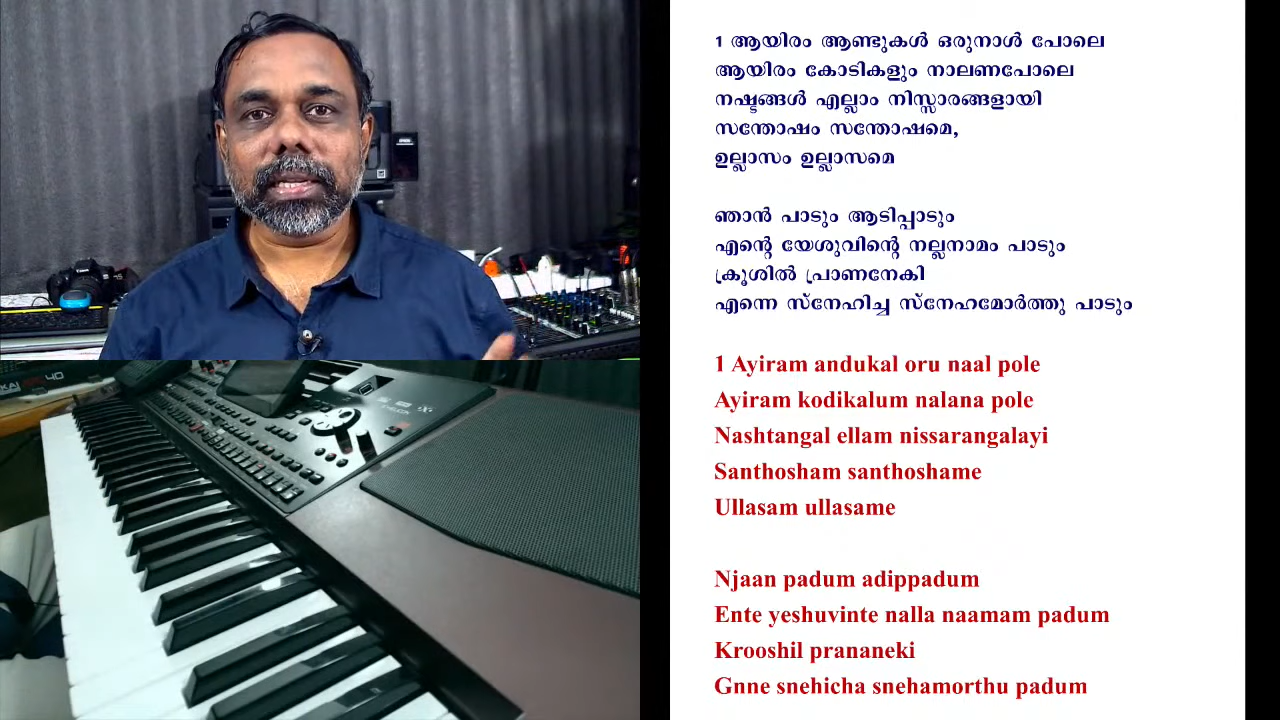 1 ആയിരം ആണ്ടുകൾ ഒരുനാൾ പോലെ
ആയിരം കോടികളും നാലണപോലെ
നഷ്ടങ്ങൾ എല്ലാം നിസ്സാരങ്ങളായി
സന്തോഷം സന്തോഷമെ,
ഉല്ലാസം ഉല്ലാസമെ
ഞാൻ പാടും ആടിപ്പാടും
എന്റെ യേശുവിന്റെ നല്ലനാമം പാടും
ക്രൂശിൽ പ്രാണനേകി
എന്നെ സ്നേഹിച്ച സ്നേഹമോർത്തു പാടും
1 Ayiram andukal oru naal pole
Ayiram kodikalum nalana pole
Nashtangal ellam nissarangalayi
Santhosham santhoshame
Ullasam ullasame
Njaan padum adippadum
Ente yeshuvinte nalla naamam padum
Krooshil prananeki
Gnne snehicha snehamorthu padum